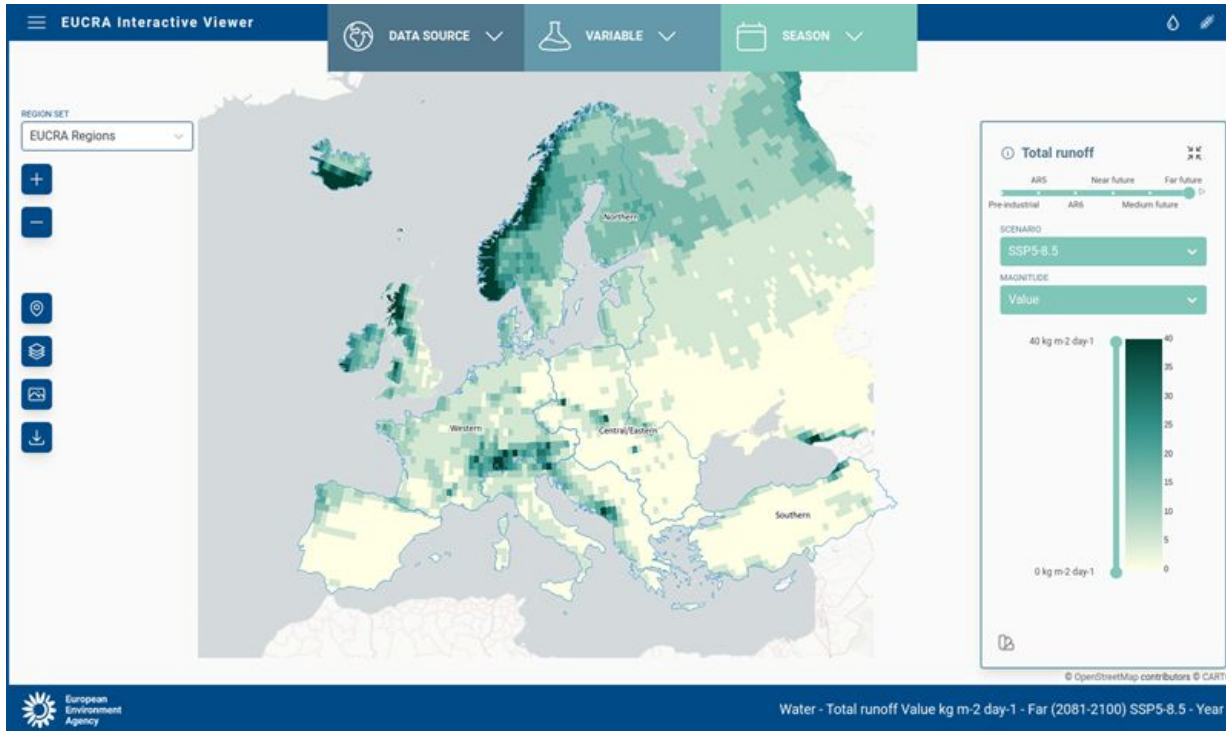 EUCRA Interactive Viewer
DATA SOURCE
VARIABLE
SEASON
REGION SET
EUCRA Regions
Northern
Western
Central/Eastern
Southern
Total runoff
AR5 Near future Far future
Pre-industrial AR6 Medium future
SCENARIO
SSP5-8.5
MAGNITUDE
Value
40 kg m-2 day-1
40
35
30
25
20
15
10
5
0 kg m-2 day-1
0
© OpenStreetMap contributors © CART
European
Environment
Agency
Water - Total runoff Value kg m-2 day-1 - Far (2081-2100) SSP5-8.5 - Year